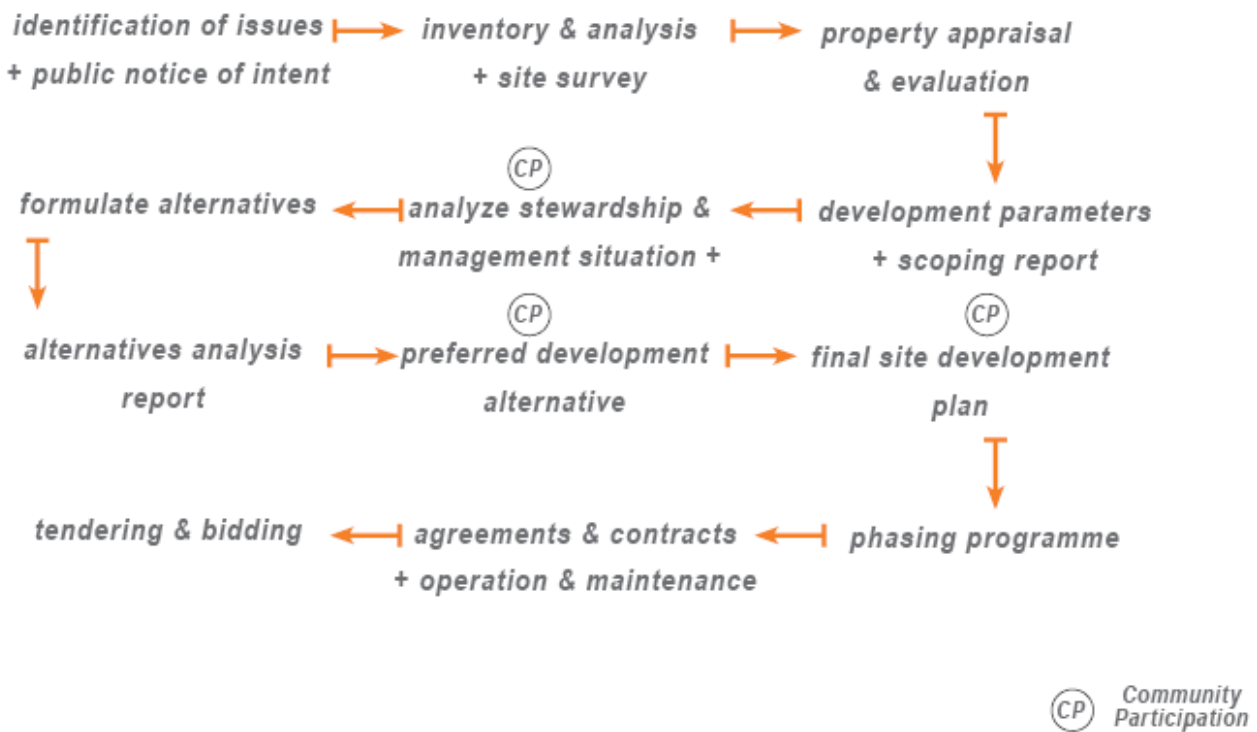 identification of issues
+ public notice of intent
inventory & analysis
+ site survey
property appraisal
& evaluation
CP
formulate alternatives
analyze stewardship &
management situation +
development parameters
+ scoping report
CP
CP
alternatives analysis
report
preferred development
alternative
final site development
plan
tendering & bidding
agreements & contracts
+ operation & maintenance
phasing programme
CP
Community
Participation